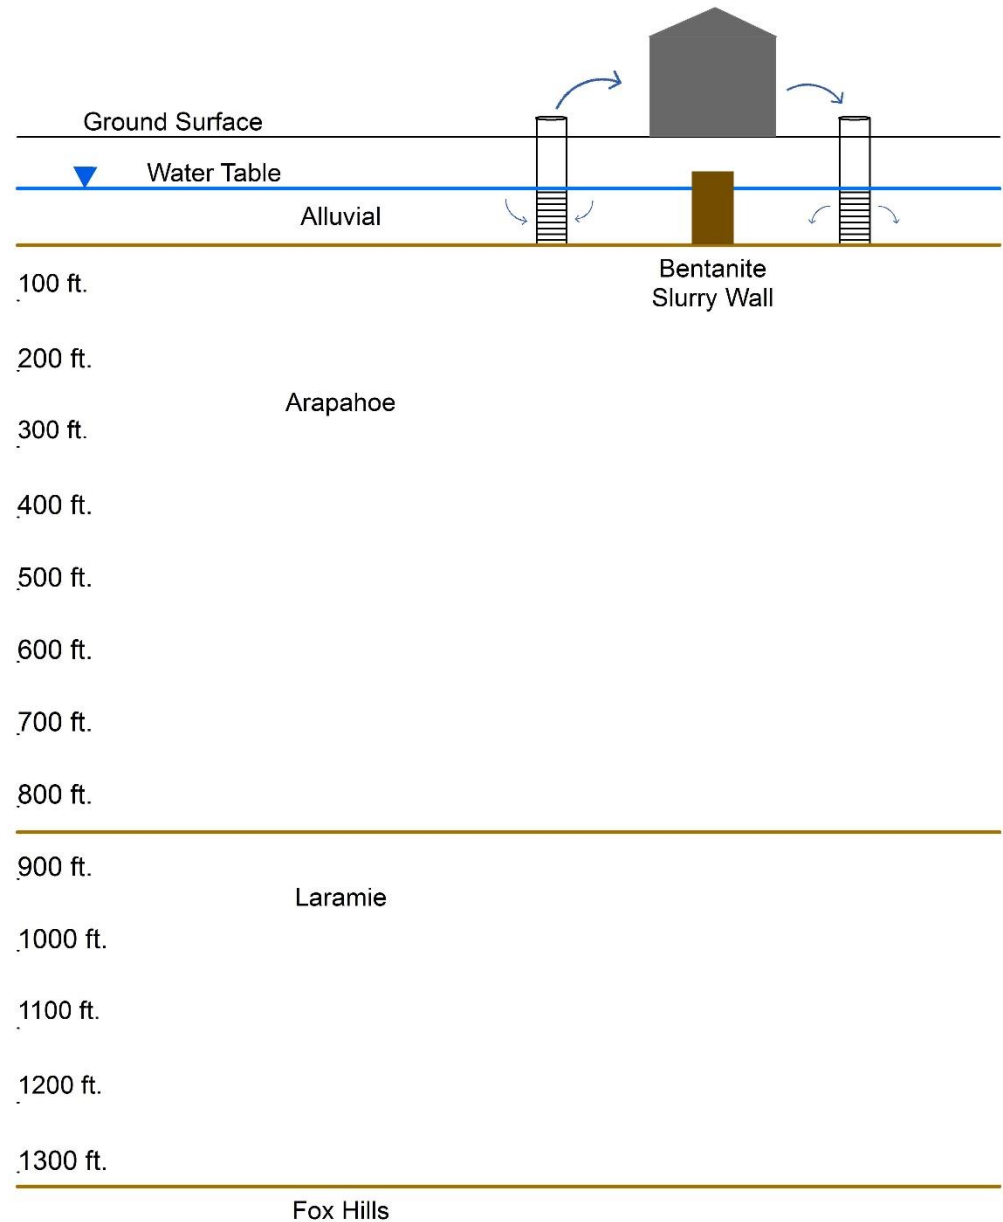 Ground Surface
Water Table
Alluvial
Bentanite
Slurry Wall
100 ft.
200 ft.
Arapahoe
300 ft.
400 ft.
500 ft.
600 ft.
700 ft.
800 ft.
900 ft.
Laramie
1000 ft.
1100 ft.
1200 ft.
1300 ft.
Fox Hills